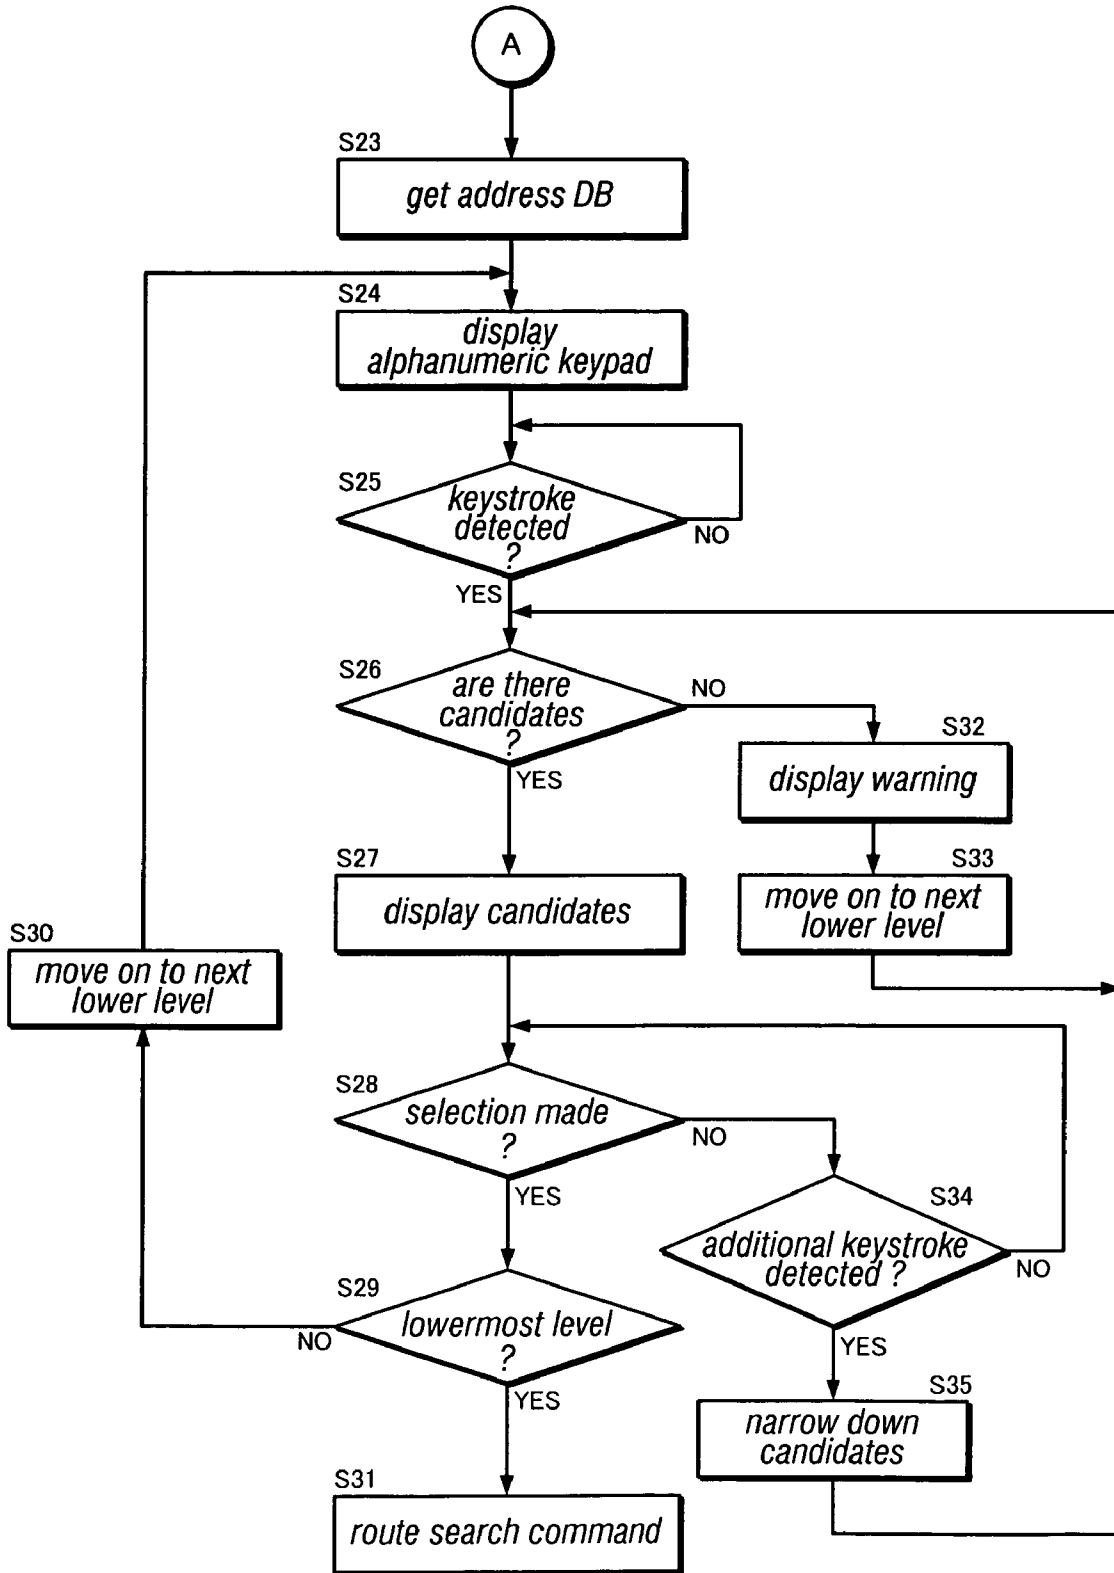 A
S23
get address DB
S24
display
alphanumeric keypad
S25
keystroke
detected
?
NO
YES
S26
are there
candidates
?
NO
YES
S32
display warning
S27
display candidates
S33
move on to next
lower level
S30
move on to next
lower level
S28
selection made
?
NO
YES
S34
additional keystroke
detected ?
NO
YES
S29
lowermost level
?
NO
YES
S35
narrow down
candidates
S31
route search command